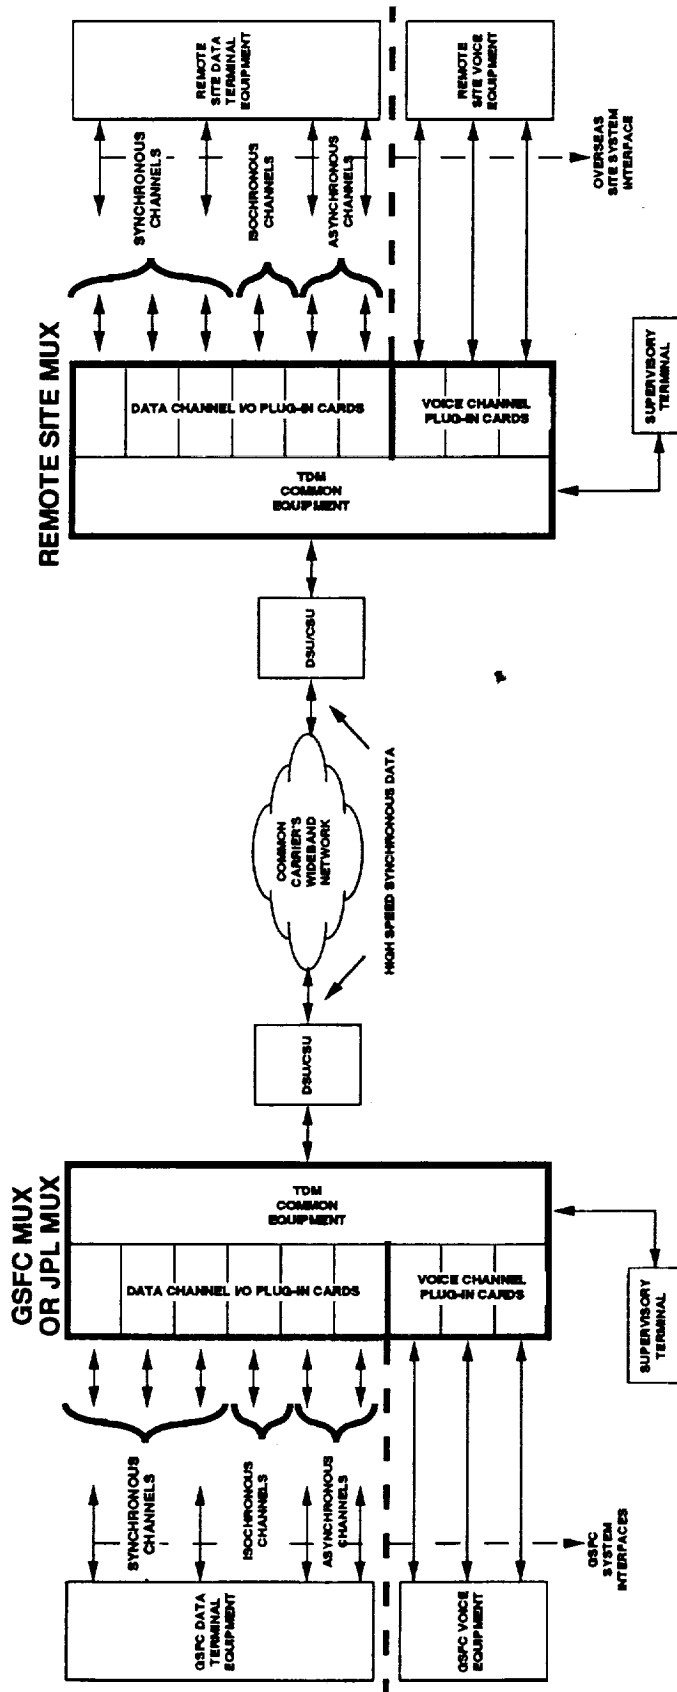 GSFC MUX
OR JPL MUX
REMOTE SITE MUX
GSFC DATA
TERMINAL
EQUIPMENT
SYNCHRONOUS
CHANNELS
ISOCHRONOUS
CHANNELS
ASYNCHRONOUS
CHANNELS
DATA CHANNEL I/O PLUG-IN CARDS
TDM
COMMON
EQUIPMENT
DSU/CSU
COMMON
CARRIER'S
WIDEBAND
NETWORK
DSU/CSU
TDM
COMMON
EQUIPMENT
DATA CHANNEL I/O PLUG-IN CARDS
SYNCHRONOUS
CHANNELS
ISOCHRONOUS
CHANNELS
ASYNCHRONOUS
CHANNELS
REMOTE
SITE DATA
TERMINAL
EQUIPMENT
GSFC VOICE
EQUIPMENT
VOICE CHANNEL
PLUG-IN CARDS
HIGH SPEED SYNCHRONOUS DATA
VOICE CHANNEL
PLUG-IN CARDS
REMOTE
SITE VOICE
EQUIPMENT
GSFC
SYSTEM
INTERFACES
SUPERVISORY
TERMINAL
SUPERVISORY
TERMINAL
OVERSEAS
SITE SYSTEM
INTERFACE